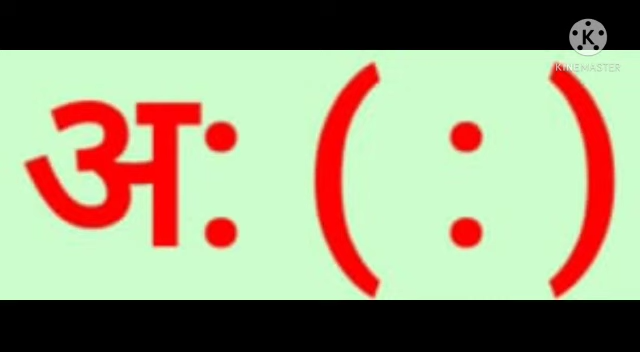 अः ( : )
K
KINEMASTER